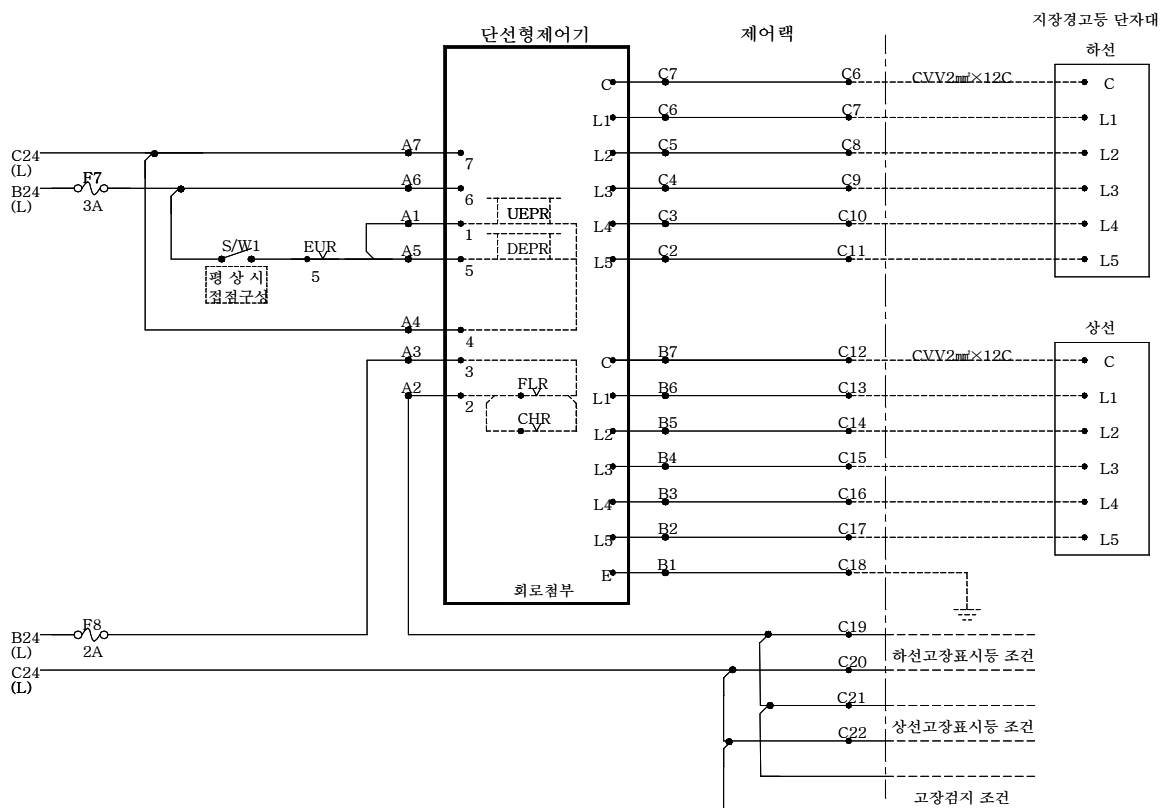 지장경고등 단자대
단선형제어기
제어랙
하선
C C7 C6 CVV2㎟×12C C
L1 C6 C7 L1
C24 (L) A7 7 L2 C5 C8 L2
B24 (L) F7 3A A6 6 L3 C4 C9 L3
A1 1 UEPR L4 C3 C10 L4
S/W1 EUR 5 A5 5 DEPR L5 C2 C11 L5
평 상 시
접점구성
A4 4
상선
A3 3 C B7 C12 CVV2㎟×12C C
A2 2 FLR L1 B6 C13 L1
CHR L2 B5 C14 L2
L3 B4 C15 L3
L4 B3 C16 L4
L5 B2 C17 L5
E B1 C18
회로첨부
B24 (L) F8 2A C19
하선고장표시등 조건
C24 (L) C20
C21
상선고장표시등 조건
C22
고장검지 조건